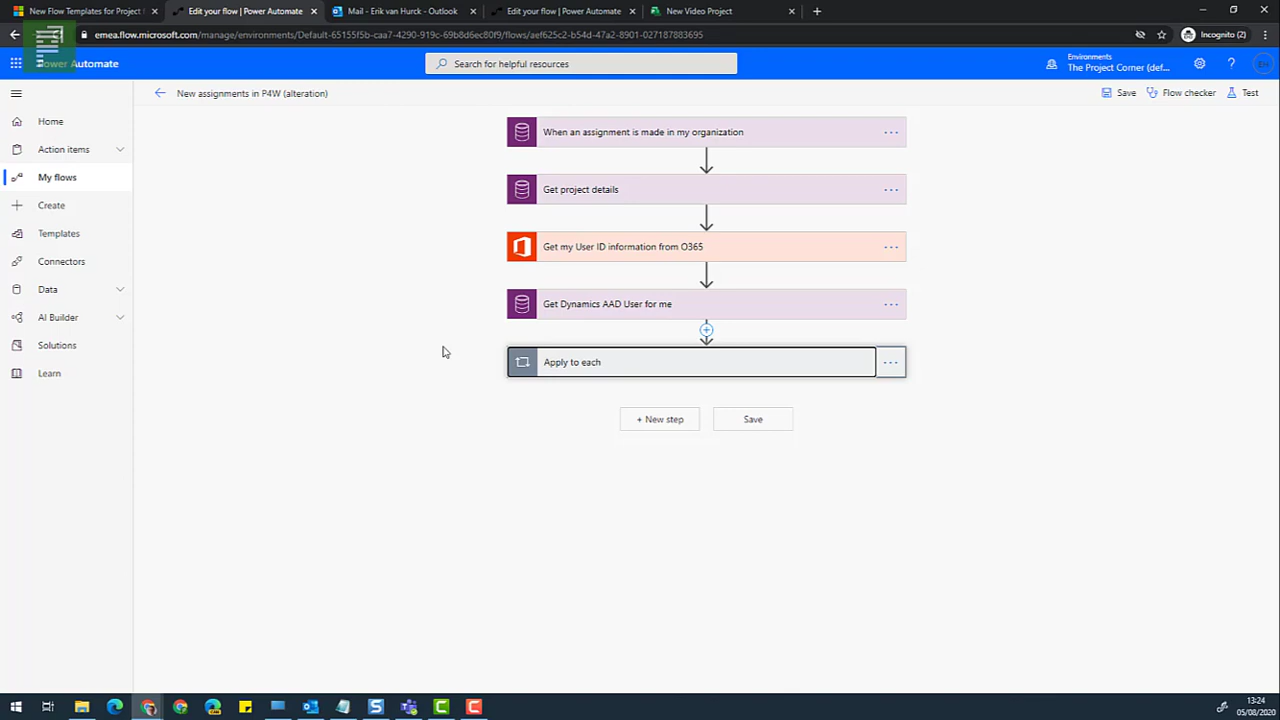 New Flow Templates for Project
Edit your flow | Power Automate
Mail - Erik van Hurck - Outlook
Edit your flow | Power Automate
New Video Project
emea.flow.microsoft.com/manage/environments/Default-65155f5b-caa7-4290-919c-69b8d6ec80f9/flows/aef625c2-b54d-47a2-8901-027187883695
Incognito (2)
Power Automate
Search for helpful resources
Environments
The Project Corner (def...
EH
New assignments in P4W (alteration)
Save
Flow checker
Test
Home
Action items
My flows
Create
Templates
Connectors
Data
AI Builder
Solutions
Learn
When an assignment is made in my organization
Get project details
Get my User ID information from O365
Get Dynamics AAD User for me
Apply to each
+ New step
Save
13:24
05/08/2020